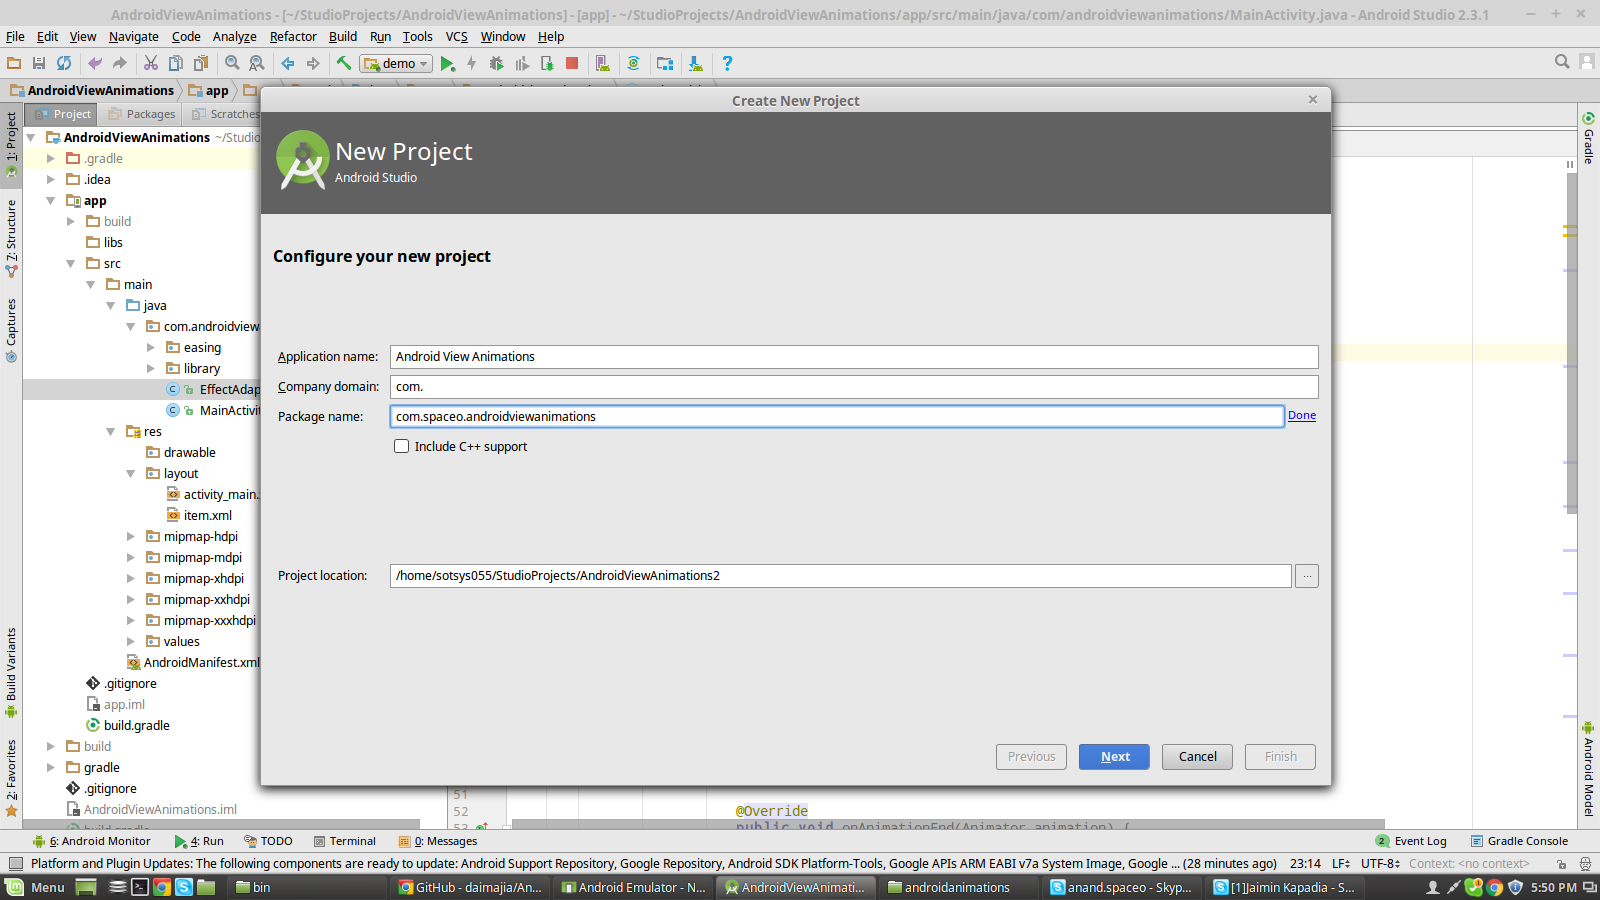 AndroidViewAnimations - [~/StudioProjects/AndroidViewAnimations] - [app] - ~/StudioProjects/AndroidViewAnimations/app/src/main/java/com/androidviewanimations/MainActivity.java - Android Studio 2.3.1
File Edit View Navigate Code Analyze Refactor Build Run Tools VCS Window Help
demo
AndroidViewAnimations app
Project Packages Scratches
1: Project
7: Structure
Captures
Build Variants
2: Favorites
AndroidViewAnimations ~/Studio
.gradle
.idea
app
build
libs
src
main
java
com.androidview
easing
library
EffectAdap
MainActivit
res
drawable
layout
activity_main.
item.xml
mipmap-hdpi
mipmap-mdpi
mipmap-xhdpi
mipmap-xxhdpi
mipmap-xxxhdpi
values
AndroidManifest.xml
.gitignore
app.iml
build.gradle
build
gradle
.gitignore
AndroidViewAnimations.iml
build.gradle
Create New Project
New Project
Android Studio
Configure your new project
Application name: Android View Animations
Company domain: com.
Package name: com.spaceo.androidviewanimations Done
Include C++ support
Project location: /home/sotsys055/StudioProjects/AndroidViewAnimations2 ...
Previous Next Cancel Finish
51
52 @Override
53 public void onAnimationEnd(Animator animation) {
Gradle
Android Model
6: Android Monitor 4: Run TODO Terminal 0: Messages 2 Event Log Gradle Console
Platform and Plugin Updates: The following components are ready to update: Android Support Repository, Google Repository, Android SDK Platform-Tools, Google APIs ARM EABI v7a System Image, Google ... (28 minutes ago) 23:14 LF÷ UTF-8÷ Context: <no context>
Menu bin GitHub - daimajia/An... Android Emulator - N... AndroidViewAnimati... androidanimations anand.spaceo - Skyp... [1]Jaimin Kapadia - S... 5:50 PM